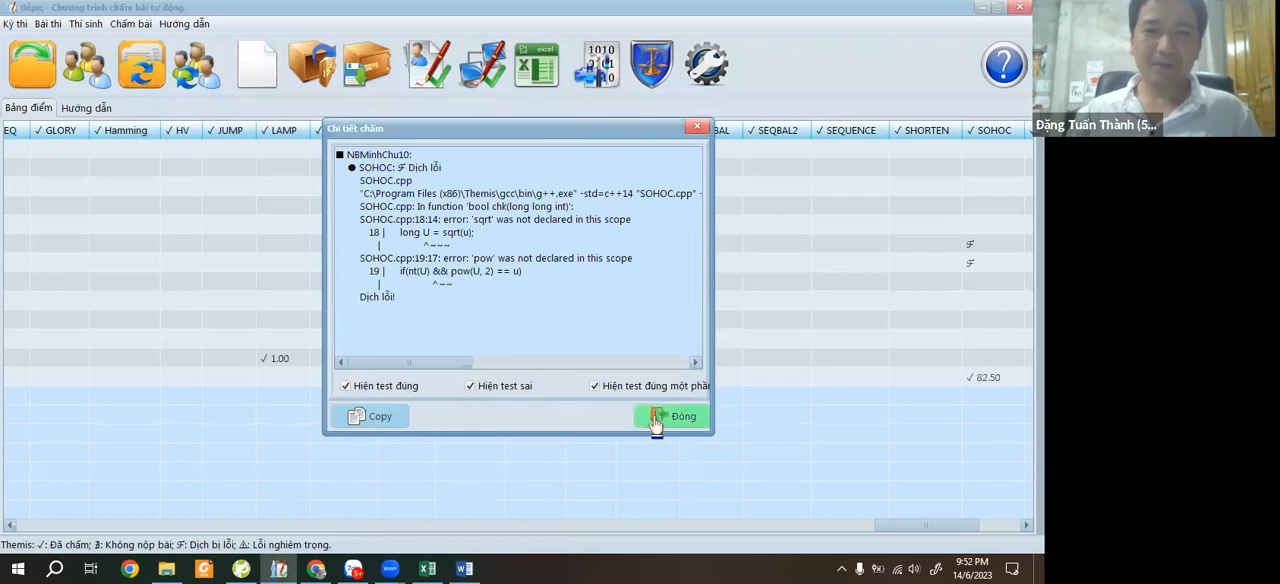 Θέμις - Chương trình chấm bài tự động.
Kỳ thi Bài thi Thí sinh Chấm bài Hướng dẫn
excel
1010
Bảng điểm Hướng dẫn
EQ ✓ GLORY ✓ Hamming ✓ HV ✓ JUMP ✓ LAMP ✓ BAL ✓ SEQBAL2 ✓ SEQUENCE ✓ SHORTEN ✓ SOHOC
Đặng Tuấn Thành (5...
Chi tiết chấm
■ NBMinhChu10:
● SOHOC: ℱ Dịch lỗi
SOHOC.cpp
"C:\Program Files (x86)\Themis\gcc\bin\g++.exe" -std=c++14 "SOHOC.cpp" -
SOHOC.cpp: In function 'bool chk(long long int)':
SOHOC.cpp:18:14: error: 'sqrt' was not declared in this scope
18 | long U = sqrt(u);
| ^~~~
SOHOC.cpp:19:17: error: 'pow' was not declared in this scope
19 | if(nt(U) && pow(U, 2) == u)
| ^~~
Dịch lỗi!
ℱ
ℱ
✓ 1.00
✓ 82.50
✓ Hiện test đúng ✓ Hiện test sai ✓ Hiện test đúng một phần
Copy Đóng
Themis: ✓: Đã chấm; ∄: Không nộp bài; ℱ: Dịch bị lỗi; ⚠: Lỗi nghiêm trọng.
9:52 PM
14/6/2023